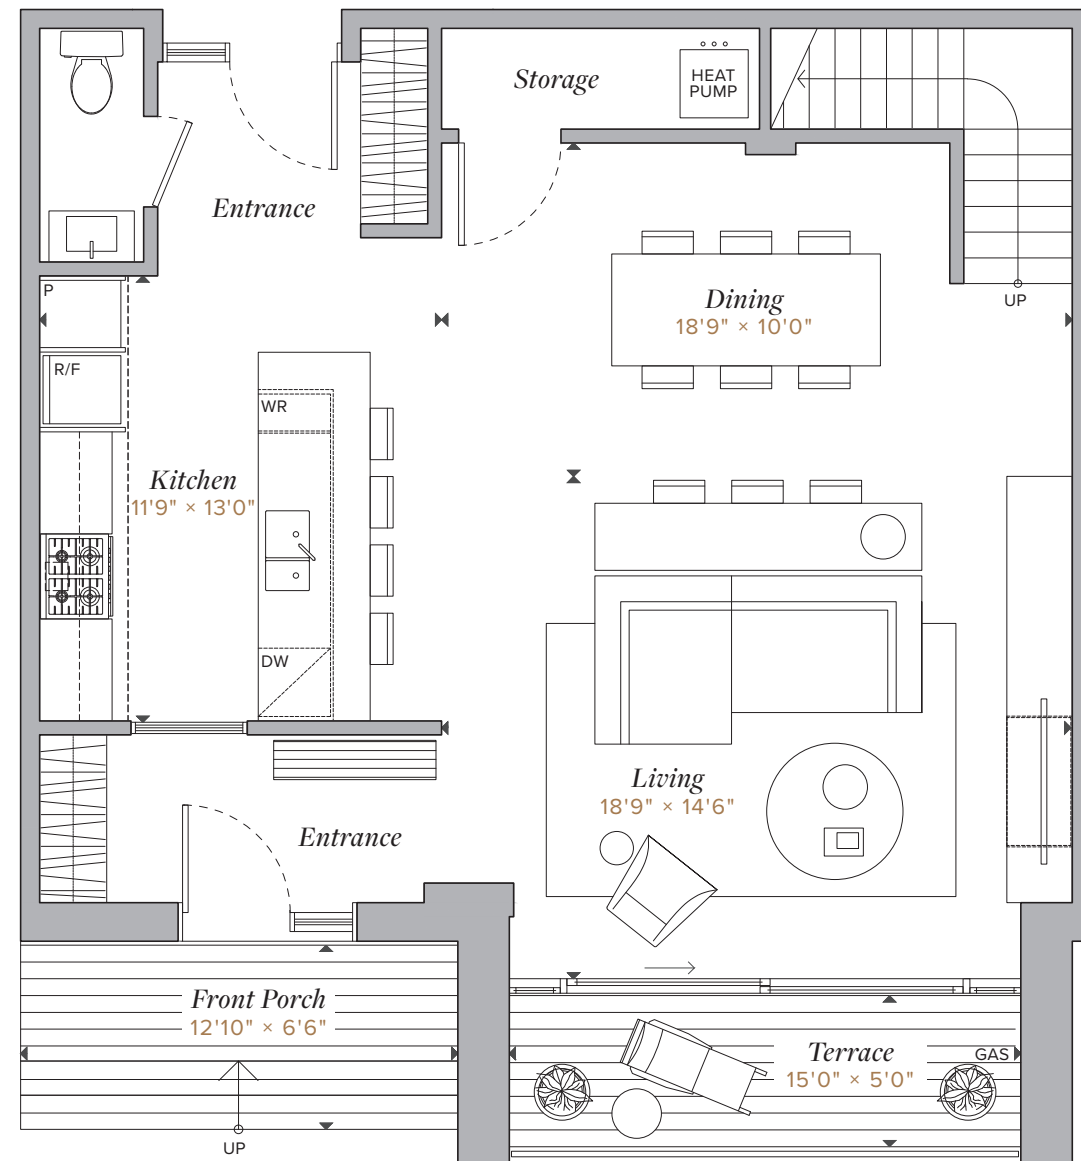 Storage
HEAT
PUMP
Entrance
P
R/F
Dining
18'9" × 10'0"
UP
WR
Kitchen
11'9" × 13'0"
DW
Living
18'9" × 14'6"
Entrance
Front Porch
12'10" × 6'6"
UP
Terrace
15'0" × 5'0"
GAS